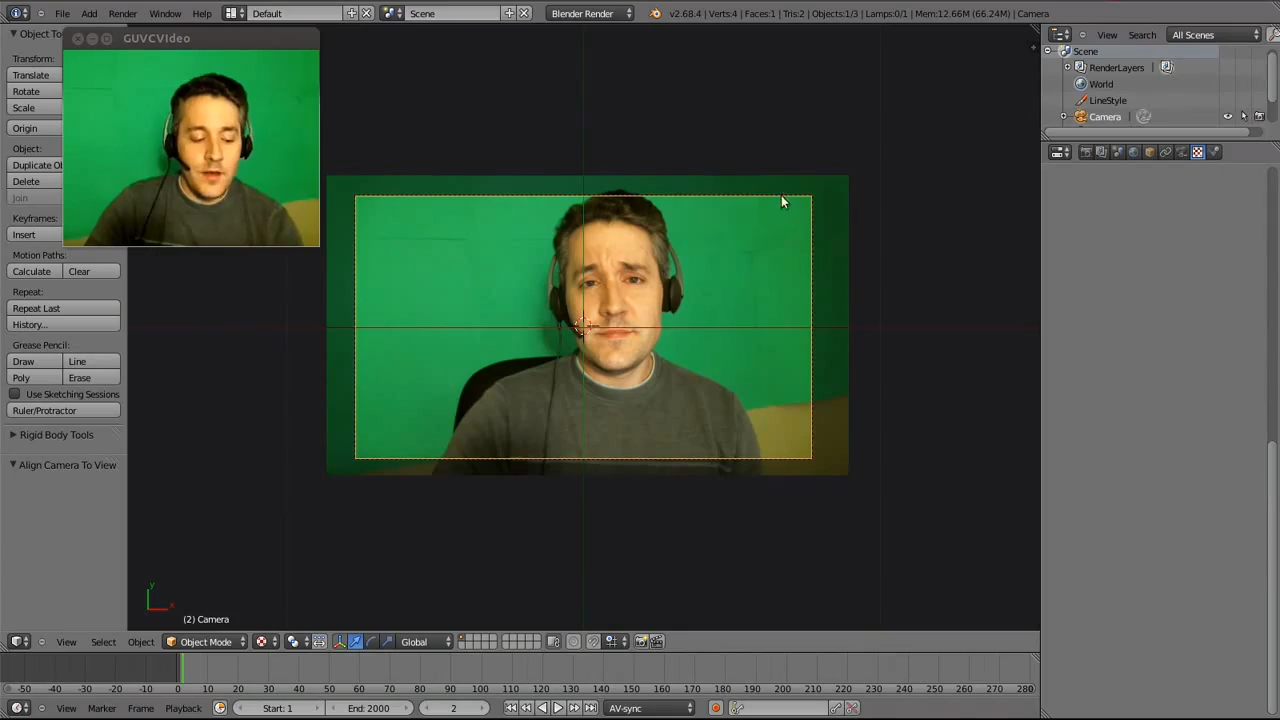 File Add Render Window Help Default Scene Blender Render v2.68.4 | Verts:4 | Faces:1 | Tris:2 | Objects:1/3 | Lamps:0/1 | Mem:12.66M (66.24M) | Camera
Object To
GUVCVideo
Transform:
Translate
Rotate
Scale
Origin
Object:
Duplicate Ob
Delete
Join
Keyframes:
Insert
Motion Paths:
Calculate Clear
Repeat:
Repeat Last
History...
Grease Pencil:
Draw Line
Poly Erase
Use Sketching Sessions
Ruler/Protractor
Rigid Body Tools
Align Camera To View
y
x
(2) Camera
View Search All Scenes
Scene
RenderLayers
World
LineStyle
Camera
View Select Object Object Mode Global
-50 -40 -30 -20 -10 0 10 20 30 40 50 60 70 80 90 100 110 120 130 140 150 160 170 180 190 200 210 220 230 240 250 260 270 280
View Marker Frame Playback Start: 1 End: 2000 2 AV-sync